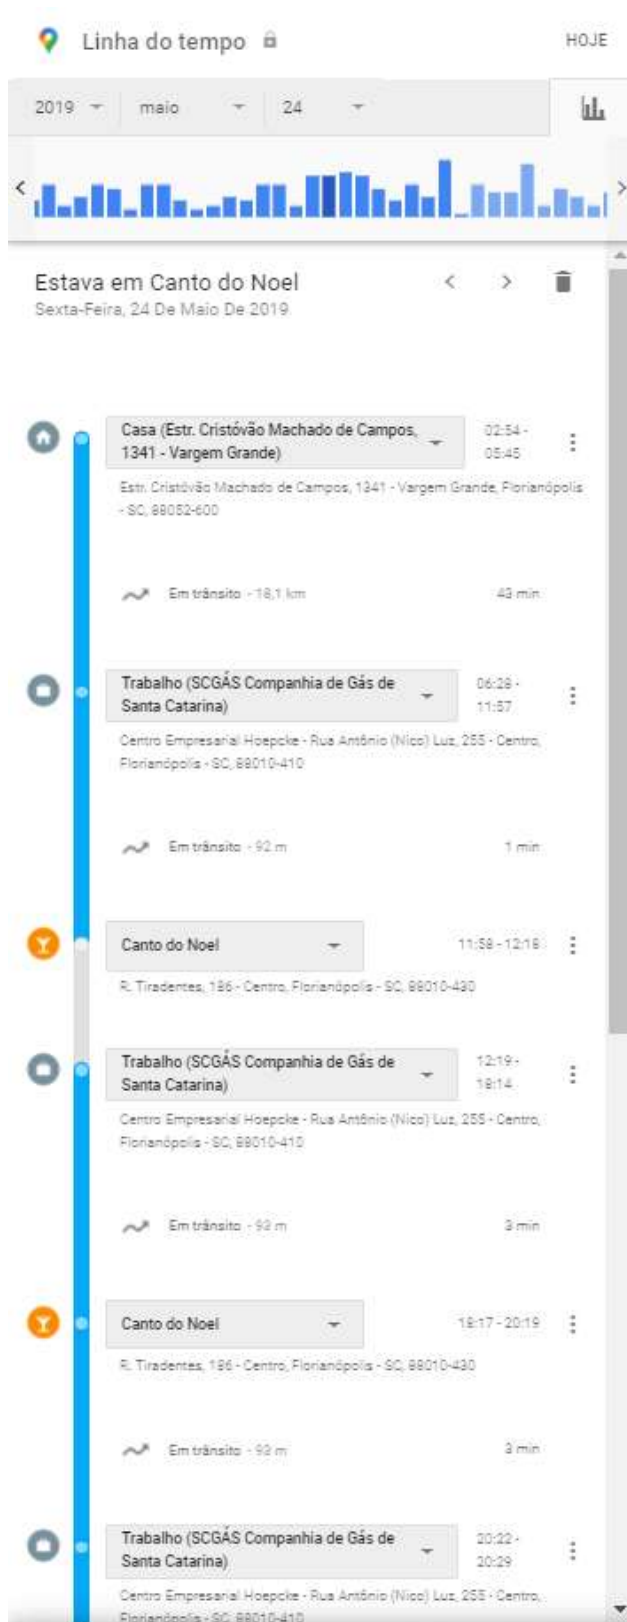 Linha do tempo
HOJE
2019
maio
24
Estava em Canto do Noel
Sexta-Feira, 24 De Maio De 2019
Casa (Estr. Cristóvão Machado de Campos,
1341 - Vargem Grande)
02:54 -
05:45
Estr. Cristóvão Machado de Campos, 1341 - Vargem Grande, Florianópolis
- SC, 88052-600
Em trânsito - 18,1 km
43 min
Trabalho (SCGÁS Companhia de Gás de
Santa Catarina)
06:28 -
11:57
Centro Empresarial Hoepcke - Rua Antônio (Nico) Luz, 255 - Centro,
Florianópolis - SC, 88010-410
Em trânsito - 92 m
1 min
Canto do Noel
11:58 - 12:18
R. Tiradentes, 186 - Centro, Florianópolis - SC, 88010-430
Trabalho (SCGÁS Companhia de Gás de
Santa Catarina)
12:19 -
18:14
Centro Empresarial Hoepcke - Rua Antônio (Nico) Luz, 255 - Centro,
Florianópolis - SC, 88010-410
Em trânsito - 93 m
3 min
Canto do Noel
18:17 - 20:19
R. Tiradentes, 186 - Centro, Florianópolis - SC, 88010-430
Em trânsito - 93 m
3 min
Trabalho (SCGÁS Companhia de Gás de
Santa Catarina)
20:22 -
20:29
Centro Empresarial Hoepcke - Rua Antônio (Nico) Luz, 255 - Centro,
Florianópolis - SC, 88010-410